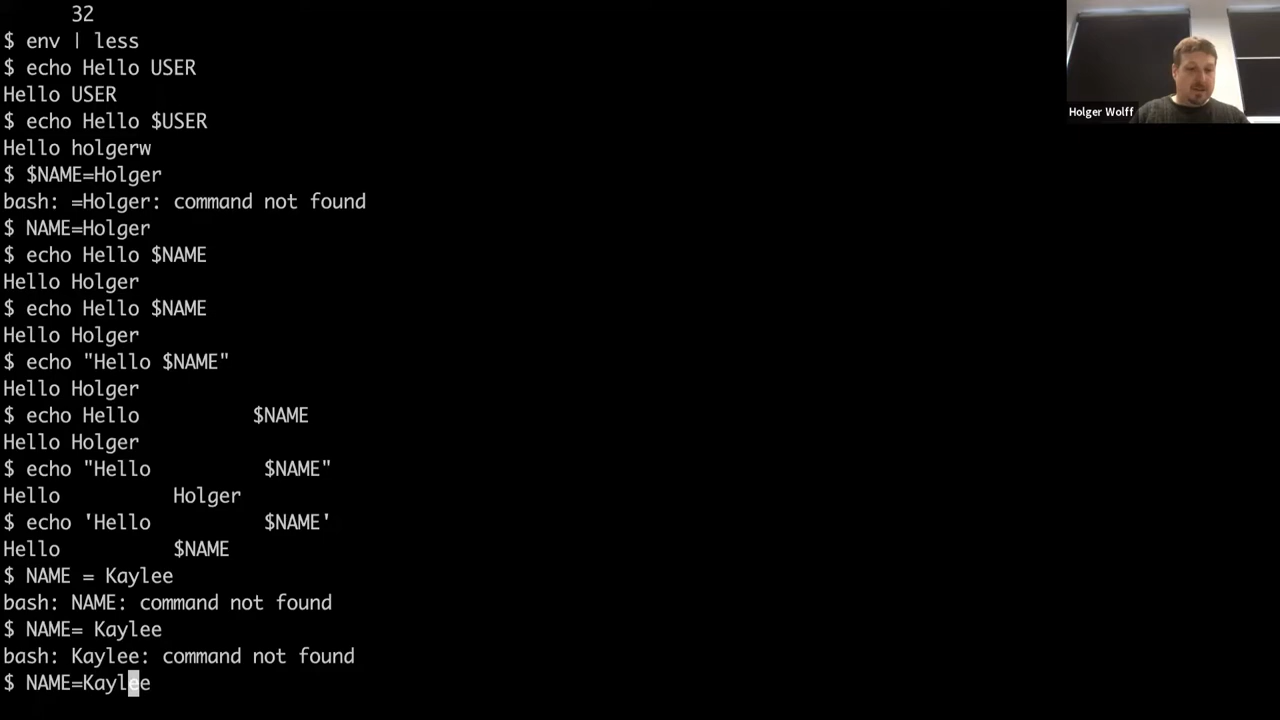 32
$ env | less
$ echo Hello USER
Hello USER
$ echo Hello $USER
Hello holgerw
$ $NAME=Holger
bash: =Holger: command not found
$ NAME=Holger
$ echo Hello $NAME
Hello Holger
$ echo Hello $NAME
Hello Holger
$ echo "Hello $NAME"
Hello Holger
$ echo Hello          $NAME
Hello Holger
$ echo "Hello          $NAME"
Hello          Holger
$ echo 'Hello          $NAME'
Hello          $NAME
$ NAME = Kaylee
bash: NAME: command not found
$ NAME= Kaylee
bash: Kaylee: command not found
$ NAME=Kaylee
Holger Wolff